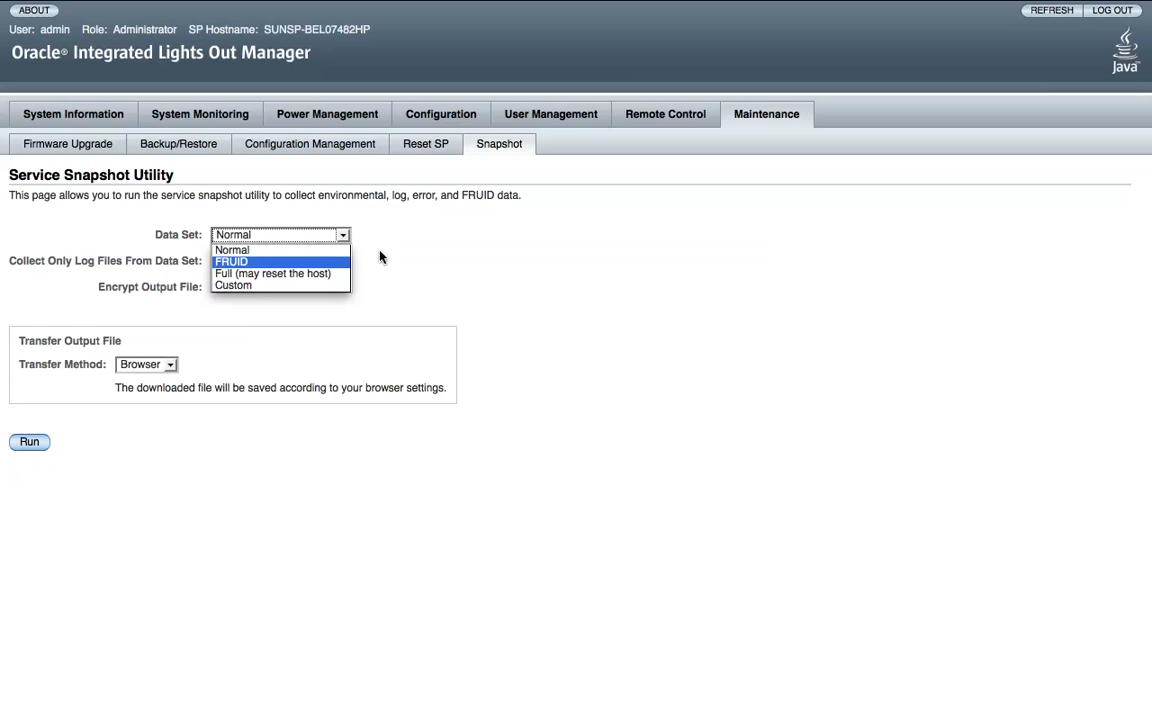 ABOUT
REFRESH LOG OUT
User: admin Role: Administrator SP Hostname: SUNSP-BEL07482HP
Oracle® Integrated Lights Out Manager
Java™
System Information System Monitoring Power Management Configuration User Management Remote Control Maintenance
Firmware Upgrade Backup/Restore Configuration Management Reset SP Snapshot
Service Snapshot Utility
This page allows you to run the service snapshot utility to collect environmental, log, error, and FRUID data.
Data Set: Normal
Normal
Collect Only Log Files From Data Set: FRUID
Full (may reset the host)
Encrypt Output File: Custom
Transfer Output File
Transfer Method: Browser
The downloaded file will be saved according to your browser settings.
Run